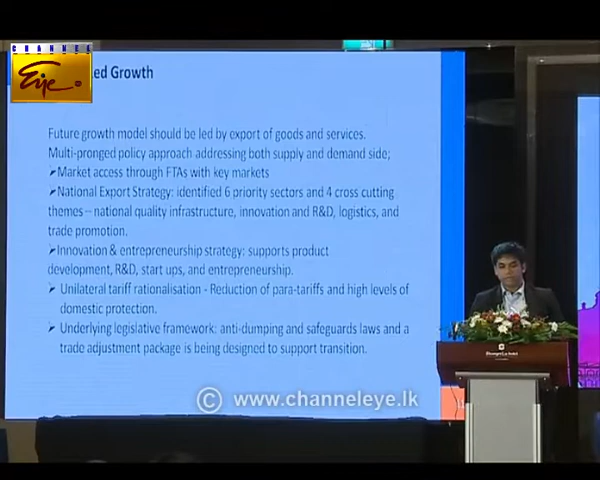 CHANNEL
Eye
ed Growth
Future growth model should be led by export of goods and services.
Multi-pronged policy approach addressing both supply and demand side;
➤Market access through FTAs with key markets
➤National Export Strategy: identified 6 priority sectors and 4 cross cutting
themes – national quality infrastructure, innovation and R&D, logistics, and
trade promotion.
➤Innovation & entrepreneurship strategy: supports product
development, R&D, start ups, and entrepreneurship.
➤ Unilateral tariff rationalisation - Reduction of para-tariffs and high levels of
domestic protection.
➤ Underlying legislative framework: anti-dumping and safeguards laws and a
trade adjustment package is being designed to support transition.
Shangri-La hotel
© www.channeleye.lk